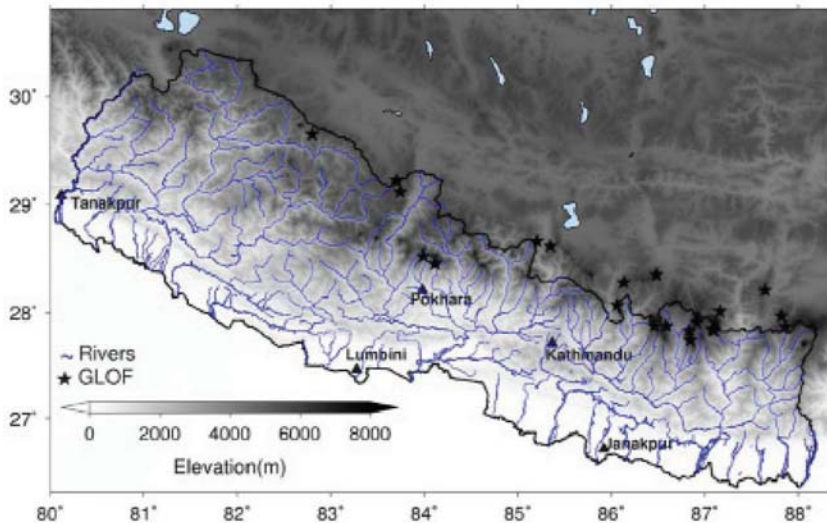 30°
29°
28°
27°
Tanakpur
Pokhara
Lumbini
Kathmandu
Janakpur
Rivers
GLOF
0 2000 4000 6000 8000
Elevation(m)
80° 81° 82° 83° 84° 85° 86° 87° 88°